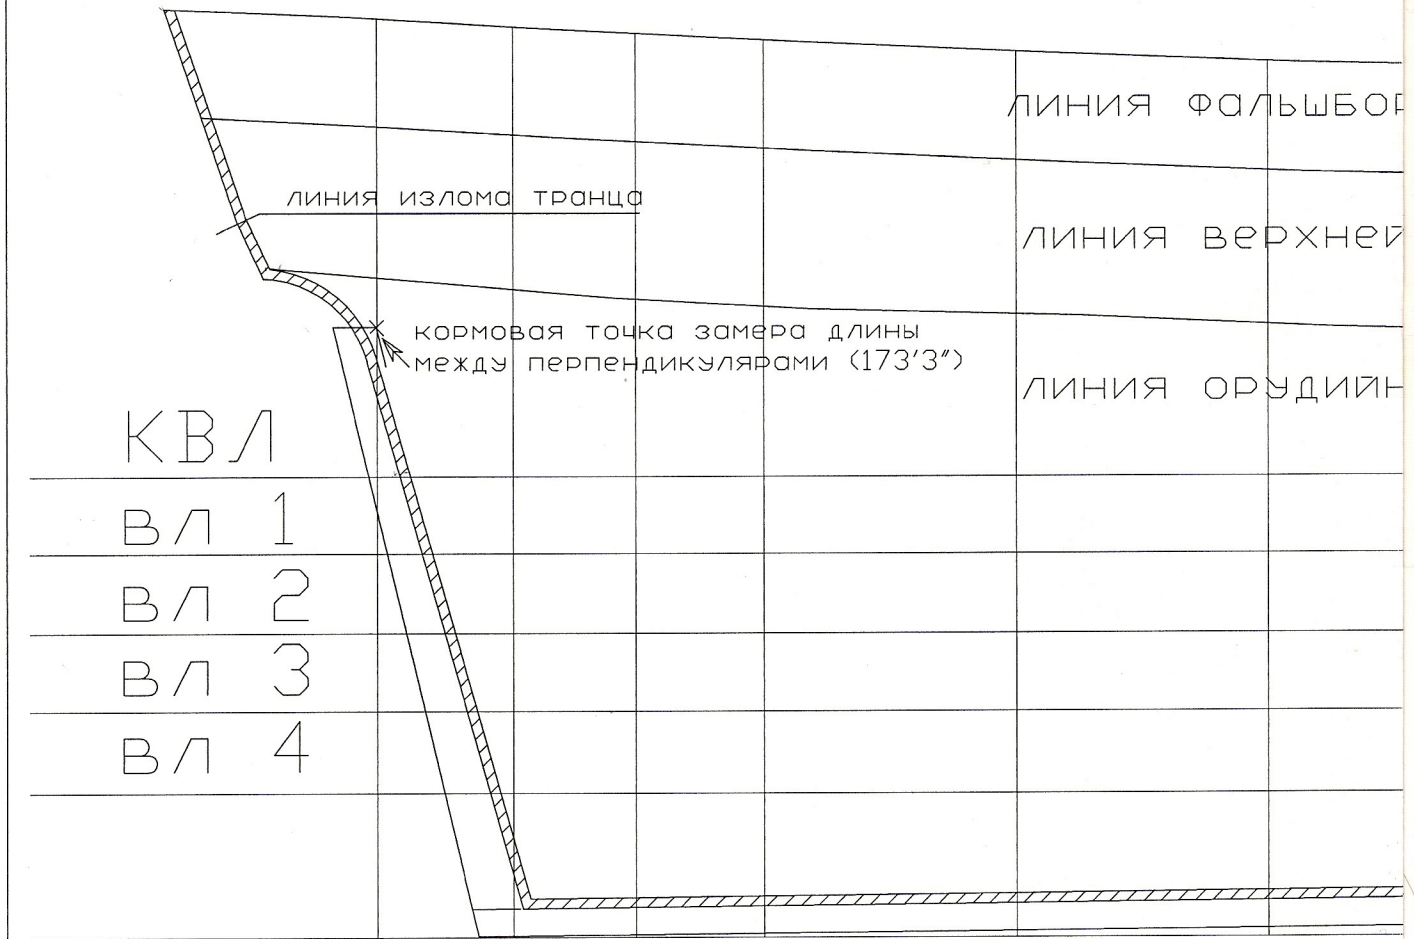 ЛИНИЯ ФАЛЬШБОР
ЛИНИЯ ИЗЛОМА ТРАНЦА
ЛИНИЯ ВЕРХНЕЙ
КОРМОВАЯ ТОЧКА ЗАМЕРА ДЛИНЫ
МЕЖДУ ПЕРПЕНДИКУЛЯРАМИ (173'3")
ЛИНИЯ ОРУДИЙН
КВЛ
ВЛ 1
ВЛ 2
ВЛ 3
ВЛ 4